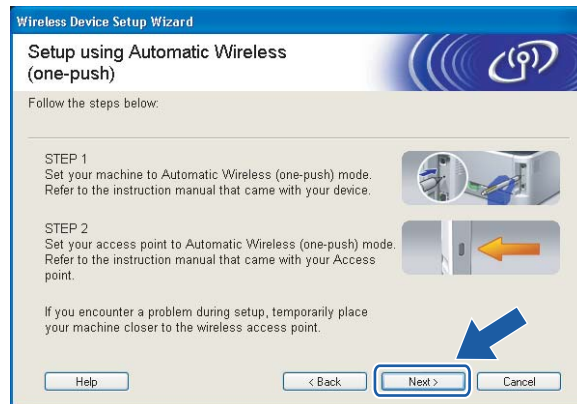 Wireless Device Setup Wizard
Setup using Automatic Wireless
(one-push)
Follow the steps below:
STEP 1
Set your machine to Automatic Wireless (one-push) mode.
Refer to the instruction manual that came with your device.
STEP 2
Set your access point to Automatic Wireless (one-push) mode.
Refer to the instruction manual that came with your Access
point.
If you encounter a problem during setup, temporarily place
your machine closer to the wireless access point.
Help
< Back
Next >
Cancel